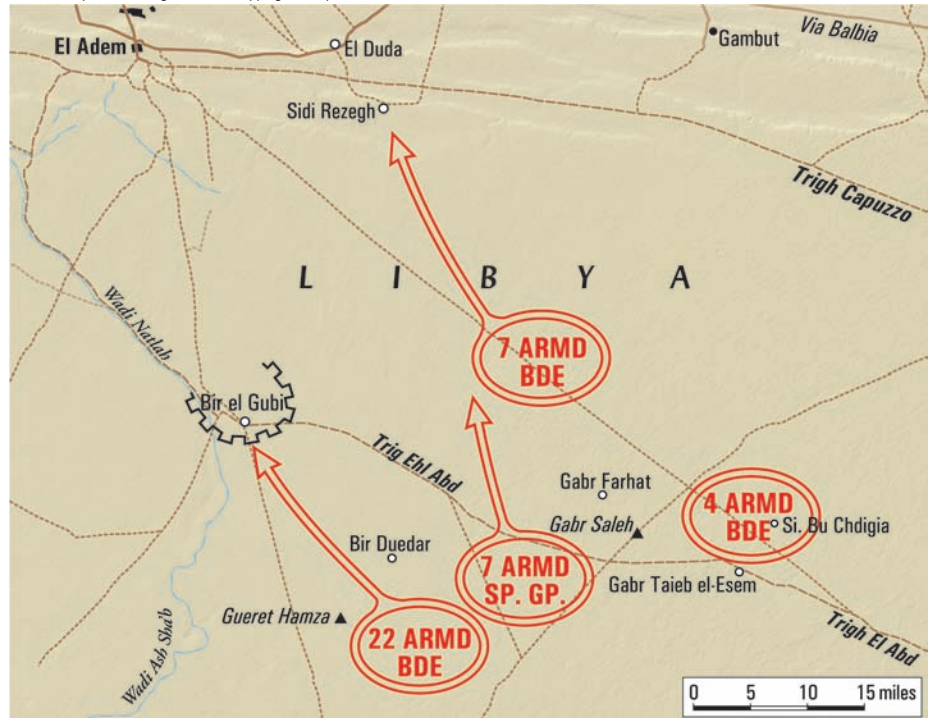 Via Balbia
Gambut
El Adem
El Duda
Sidi Rezegh
Trigh Capuzzo
L I B Y A
Wadi Natlab
7 ARMD
BDE
Bir el Gubi
Trig Ehl Abd
Gabr Farhat
4 ARMD
BDE
Si. Bu Chdigia
Gabr Saleh
Bir Duedar
7 ARMD
SP. GP.
Gabr Taieb el-Esem
Gueret Hamza
22 ARMD
BDE
Trigh El Abd
Wadi Ash Sha'b
0 5 10 15 miles